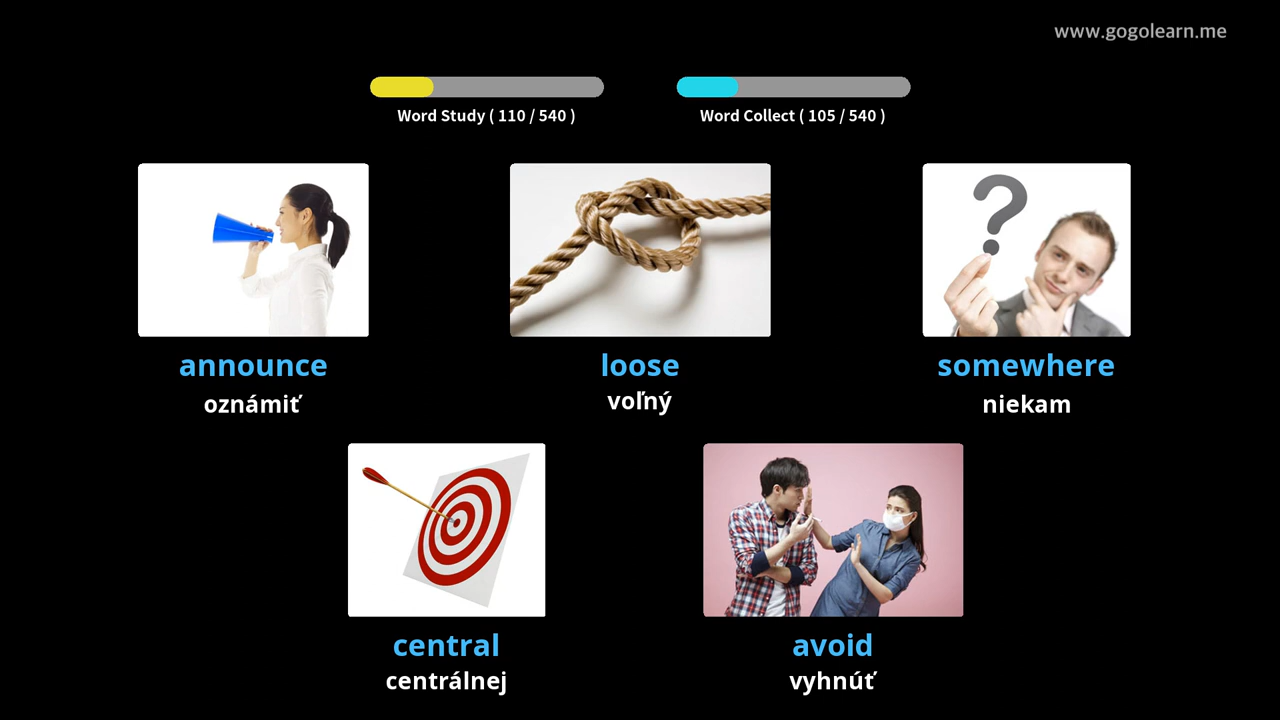 www.gogolearn.me
Word Study ( 110 / 540 )
Word Collect ( 105 / 540 )
announce
oznámiť
loose
voľný
somewhere
niekam
central
centrálnej
avoid
vyhnúť